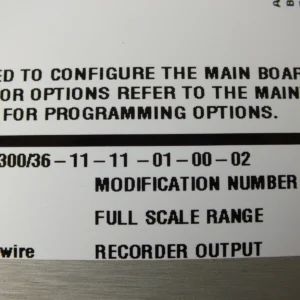 ED TO CONFIGURE THE MAIN BOAR
OR OPTIONS REFER TO THE MAIN
FOR PROGRAMMING OPTIONS.
300/36-11-11-01-00-02
MODIFICATION NUMBER
FULL SCALE RANGE
wire RECORDER OUTPUT